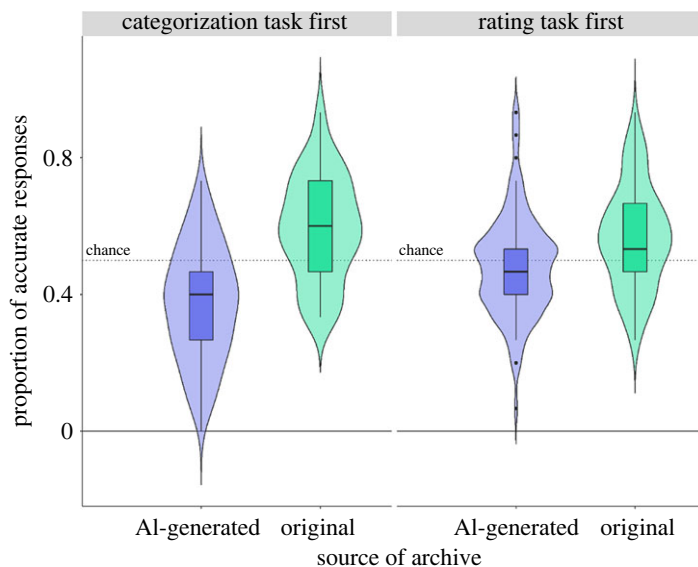 categorization task first
rating task first
proportion of accurate responses
0.8
0.4
0
chance
chance
AI-generated
original
AI-generated
original
source of archive